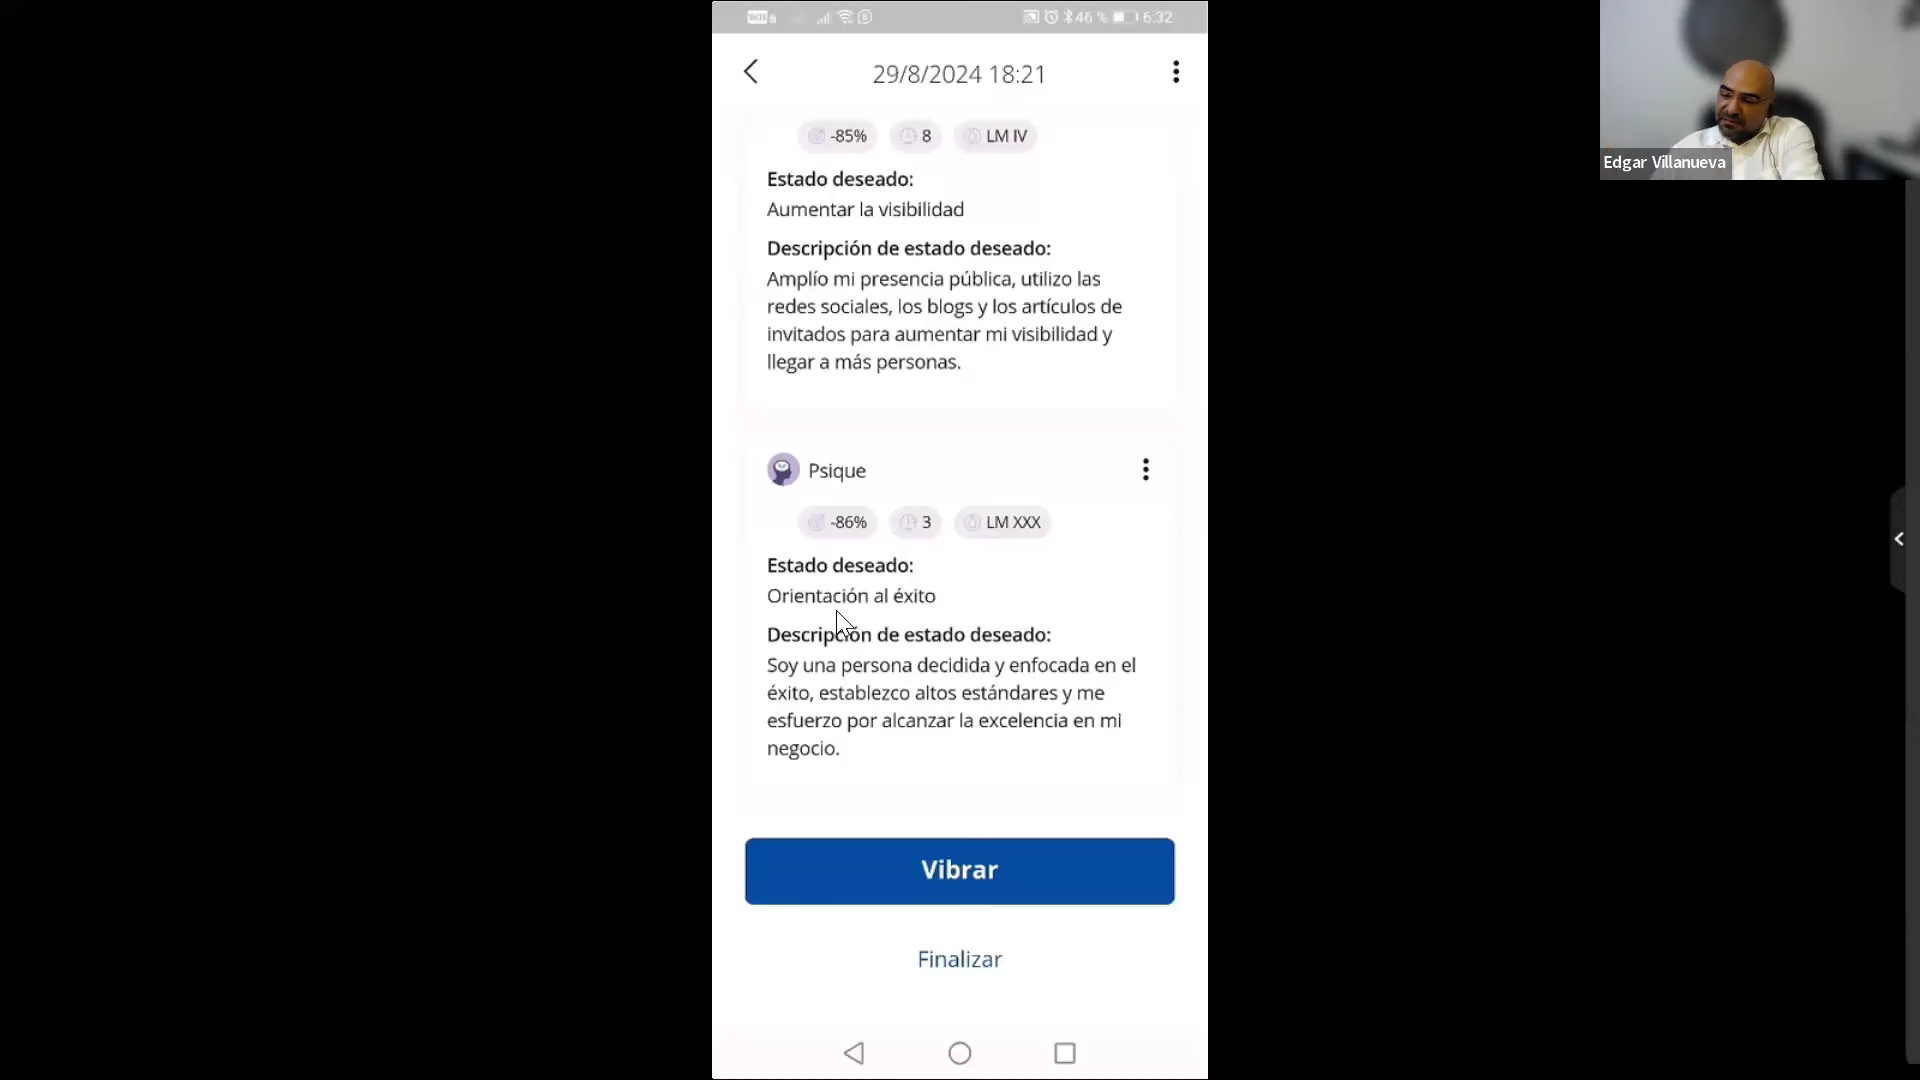 46 % 6:32
29/8/2024 18:21
-85% 8 LM IV
Estado deseado:
Aumentar la visibilidad
Descripción de estado deseado:
Amplío mi presencia pública, utilizo las
redes sociales, los blogs y los artículos de
invitados para aumentar mi visibilidad y
llegar a más personas.
Psique
-86% 3 LM XXX
Estado deseado:
Orientación al éxito
Descripción de estado deseado:
Soy una persona decidida y enfocada en el
éxito, establezco altos estándares y me
esfuerzo por alcanzar la excelencia en mi
negocio.
Vibrar
Finalizar
Edgar Villanueva